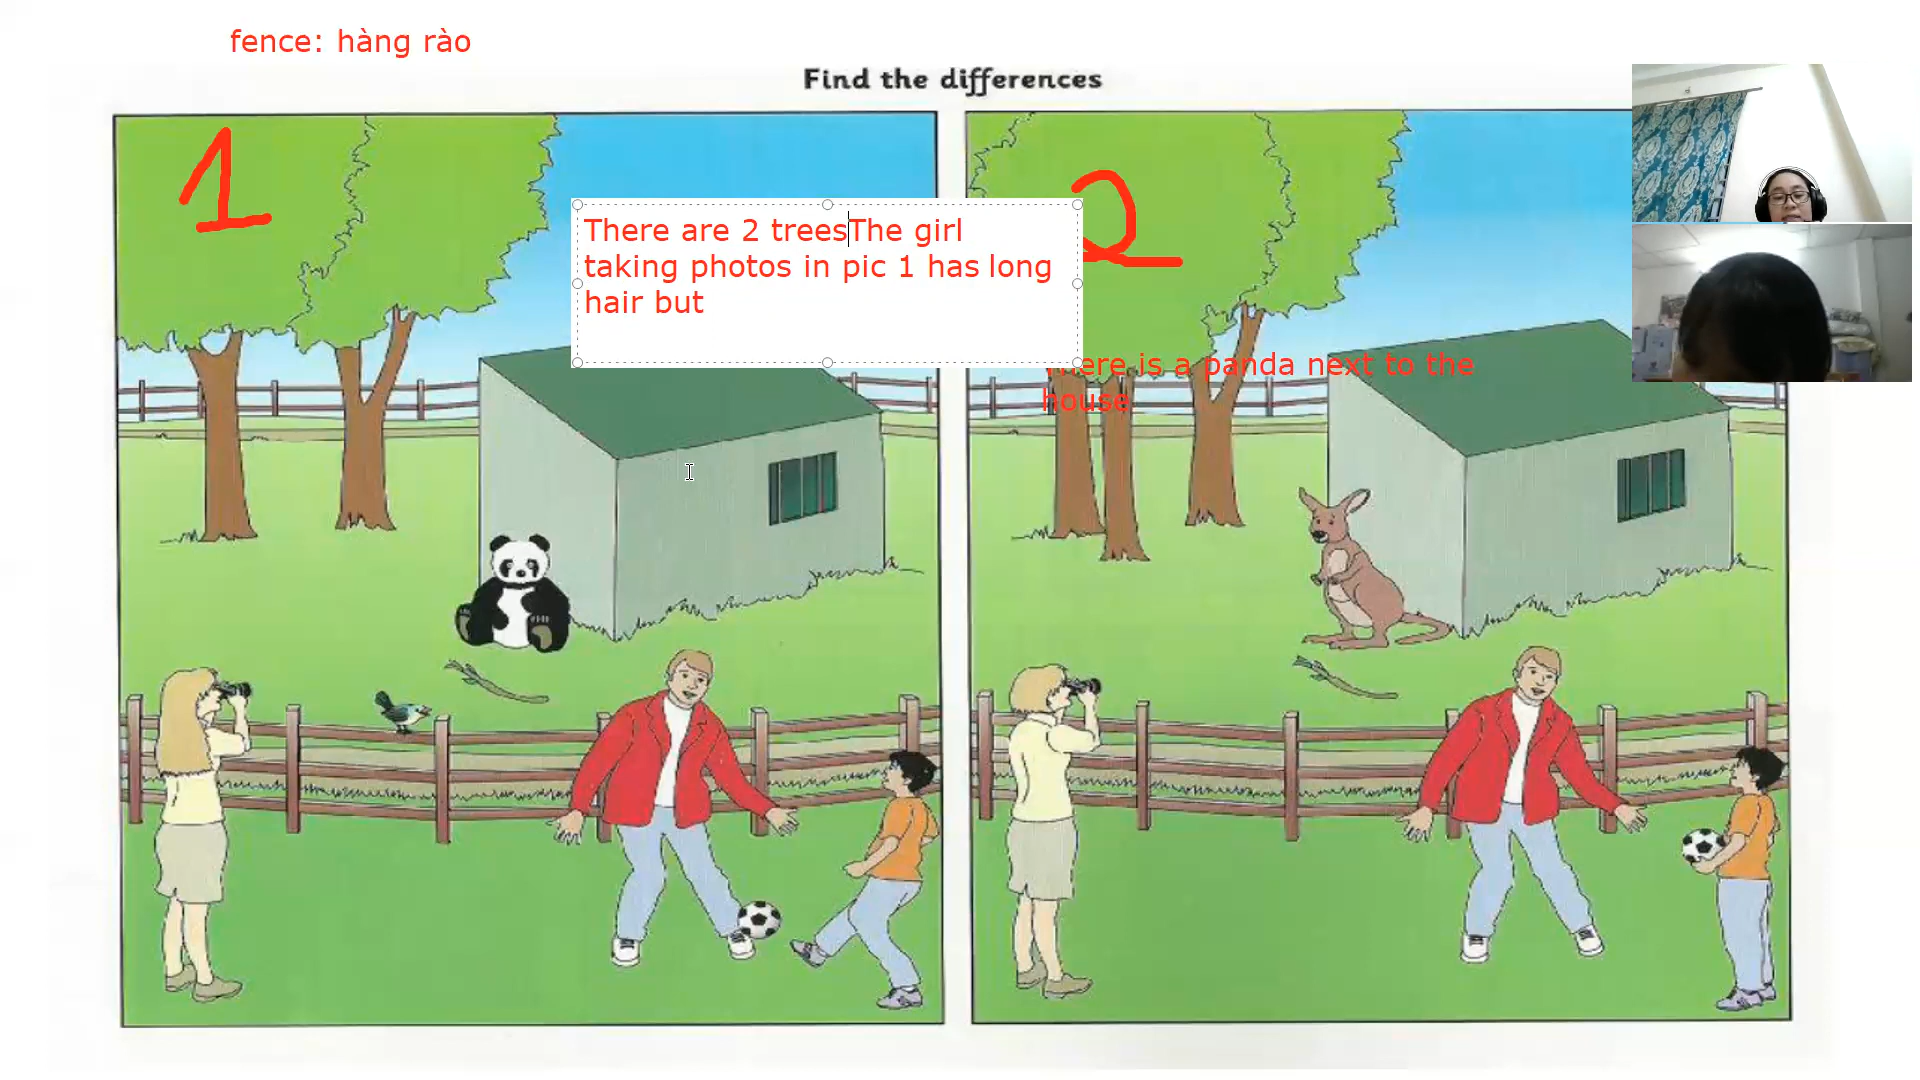 fence: hàng rào
Find the differences
1
2
There are 2 treesThe girl
taking photos in pic 1 has long
hair but
is a panda next to the
house